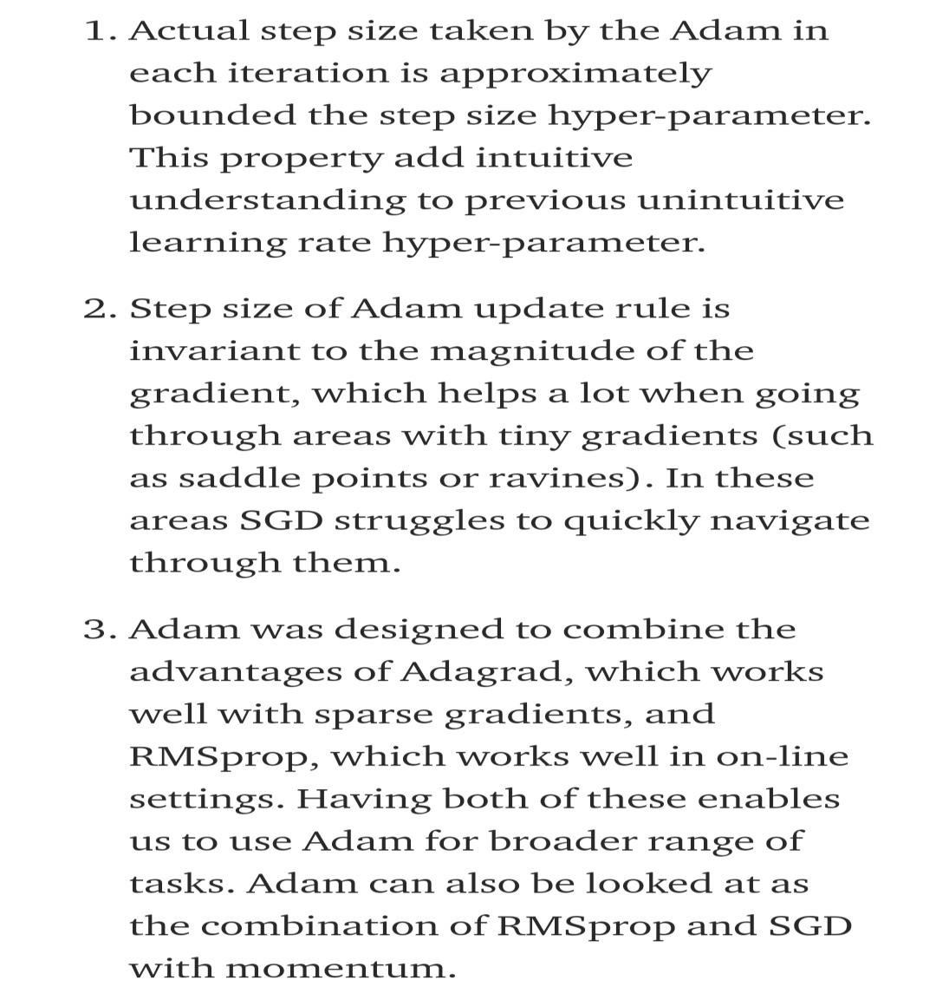 1. Actual step size taken by the Adam in
each iteration is approximately
bounded the step size hyper-parameter.
This property add intuitive
understanding to previous unintuitive
learning rate hyper-parameter.
2. Step size of Adam update rule is
invariant to the magnitude of the
gradient, which helps a lot when going
through areas with tiny gradients (such
as saddle points or ravines). In these
areas SGD struggles to quickly navigate
through them.
3. Adam was designed to combine the
advantages of Adagrad, which works
well with sparse gradients, and
RMSprop, which works well in on-line
settings. Having both of these enables
us to use Adam for broader range of
tasks. Adam can also be looked at as
the combination of RMSprop and SGD
with momentum.